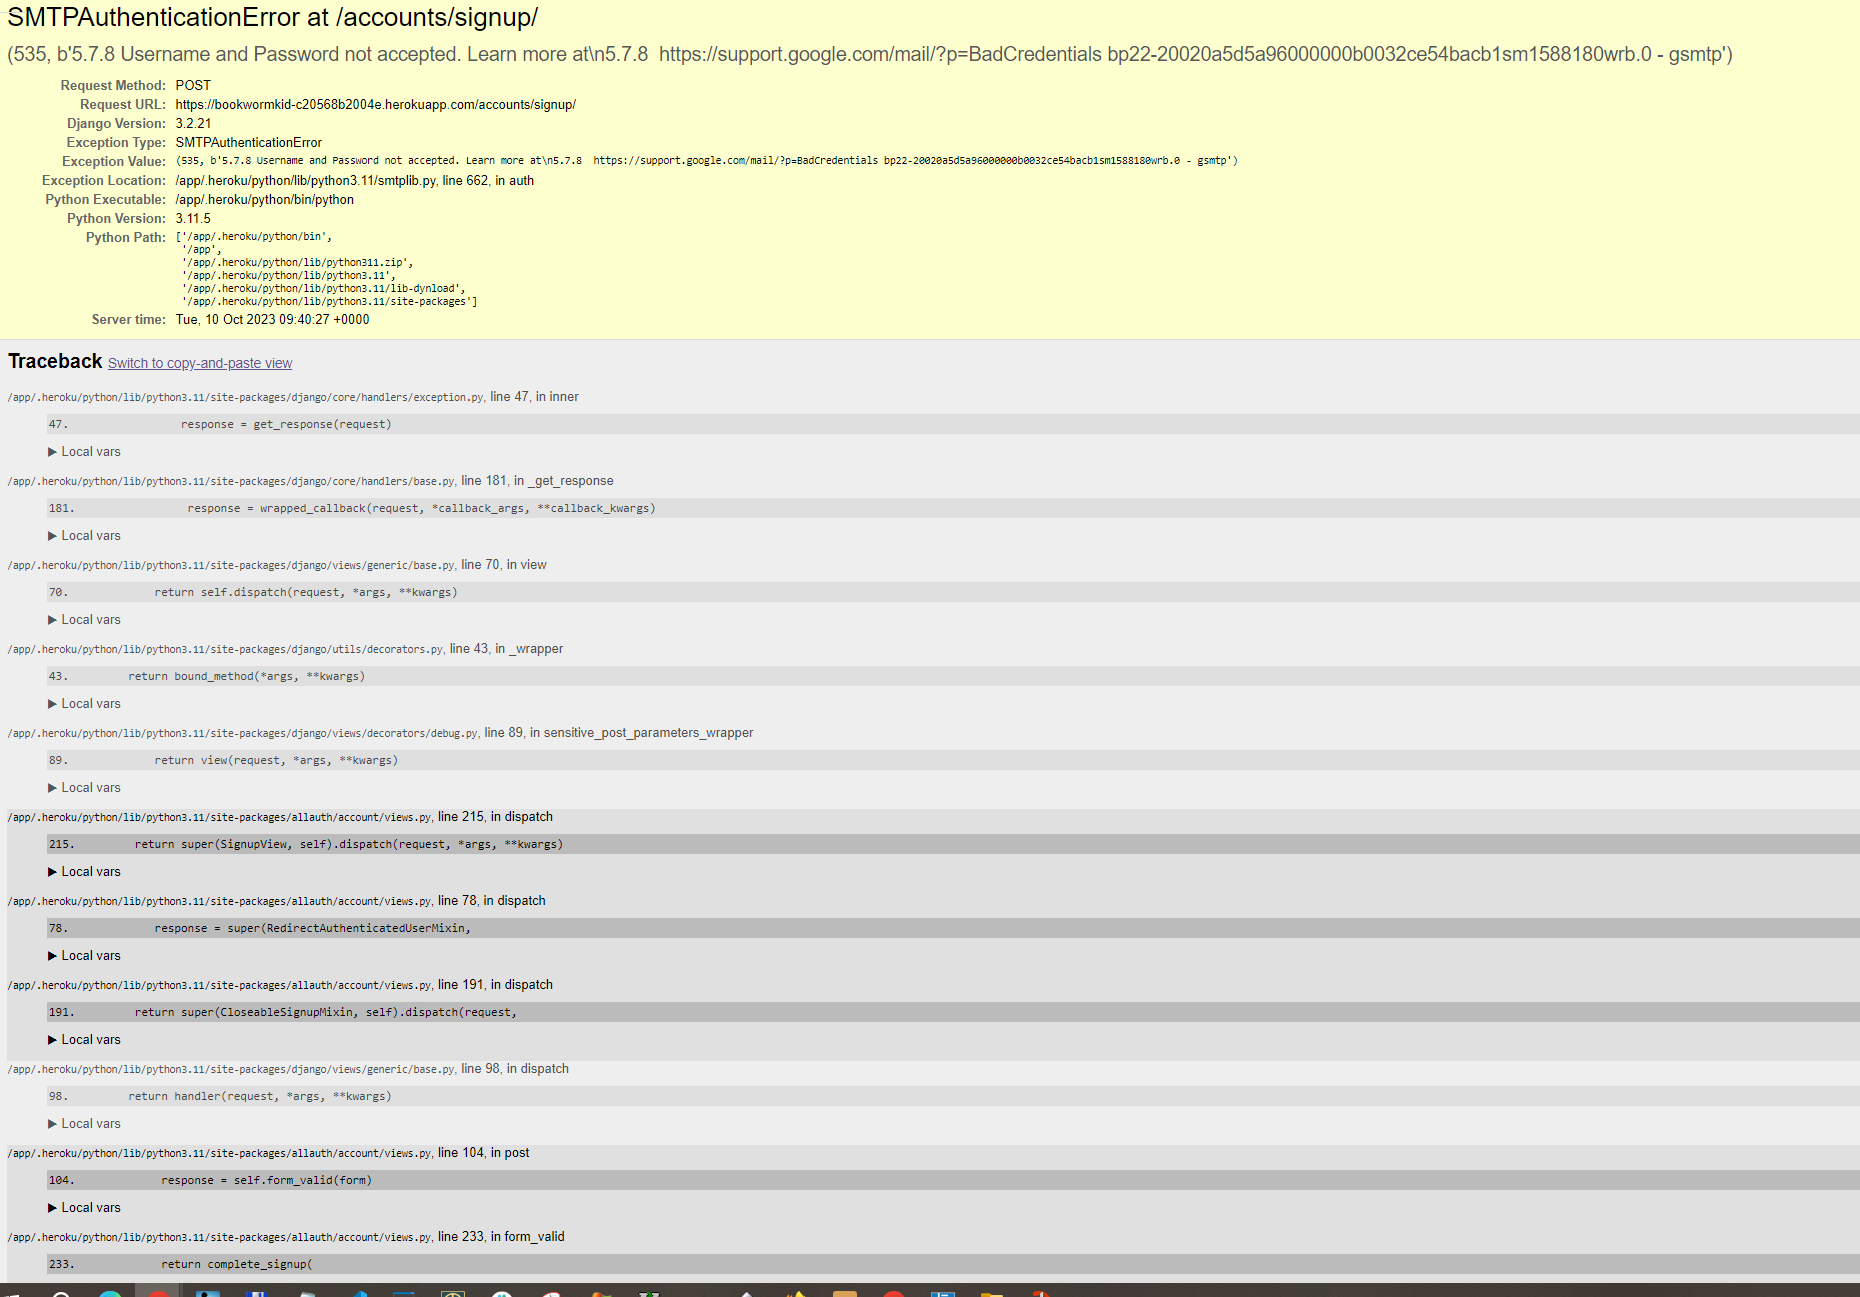 SMTPAuthenticationError at /accounts/signup/
(535, b'5.7.8 Username and Password not accepted. Learn more at\n5.7.8  https://support.google.com/mail/?p=BadCredentials bp22-20020a5d5a96000000b0032ce54bacb1sm1588180wrb.0 - gsmtp')
Request Method: POST
Request URL: https://bookwormkid-c20568b2004e.herokuapp.com/accounts/signup/
Django Version: 3.2.21
Exception Type: SMTPAuthenticationError
Exception Value: (535, b'5.7.8 Username and Password not accepted. Learn more at\n5.7.8  https://support.google.com/mail/?p=BadCredentials bp22-20020a5d5a96000000b0032ce54bacb1sm1588180wrb.0 - gsmtp')
Exception Location: /app/.heroku/python/lib/python3.11/smtplib.py, line 662, in auth
Python Executable: /app/.heroku/python/bin/python
Python Version: 3.11.5
Python Path: ['/app/.heroku/python/bin',
'/app',
'/app/.heroku/python/lib/python311.zip',
'/app/.heroku/python/lib/python3.11',
'/app/.heroku/python/lib/python3.11/lib-dynload',
'/app/.heroku/python/lib/python3.11/site-packages']
Server time: Tue, 10 Oct 2023 09:40:27 +0000
Traceback Switch to copy-and-paste view
/app/.heroku/python/lib/python3.11/site-packages/django/core/handlers/exception.py, line 47, in inner
47. response = get_response(request)
▶ Local vars
/app/.heroku/python/lib/python3.11/site-packages/django/core/handlers/base.py, line 181, in _get_response
181. response = wrapped_callback(request, *callback_args, **callback_kwargs)
▶ Local vars
/app/.heroku/python/lib/python3.11/site-packages/django/views/generic/base.py, line 70, in view
70. return self.dispatch(request, *args, **kwargs)
▶ Local vars
/app/.heroku/python/lib/python3.11/site-packages/django/utils/decorators.py, line 43, in _wrapper
43. return bound_method(*args, **kwargs)
▶ Local vars
/app/.heroku/python/lib/python3.11/site-packages/django/views/decorators/debug.py, line 89, in sensitive_post_parameters_wrapper
89. return view(request, *args, **kwargs)
▶ Local vars
/app/.heroku/python/lib/python3.11/site-packages/allauth/account/views.py, line 215, in dispatch
215. return super(SignupView, self).dispatch(request, *args, **kwargs)
▶ Local vars
/app/.heroku/python/lib/python3.11/site-packages/allauth/account/views.py, line 78, in dispatch
78. response = super(RedirectAuthenticatedUserMixin,
▶ Local vars
/app/.heroku/python/lib/python3.11/site-packages/allauth/account/views.py, line 191, in dispatch
191. return super(CloseableSignupMixin, self).dispatch(request,
▶ Local vars
/app/.heroku/python/lib/python3.11/site-packages/django/views/generic/base.py, line 98, in dispatch
98. return handler(request, *args, **kwargs)
▶ Local vars
/app/.heroku/python/lib/python3.11/site-packages/allauth/account/views.py, line 104, in post
104. response = self.form_valid(form)
▶ Local vars
/app/.heroku/python/lib/python3.11/site-packages/allauth/account/views.py, line 233, in form_valid
233. return complete_signup(